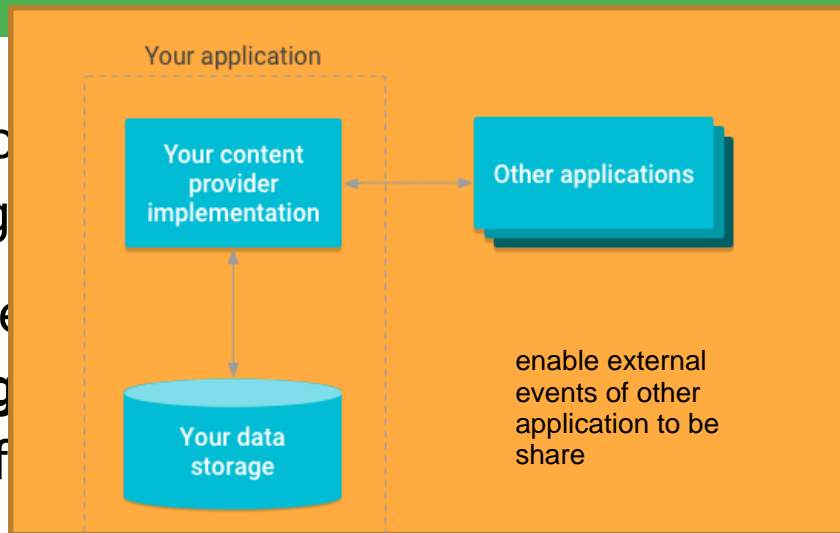 Your application
Your content
provider
implementation
Other applications
enable external
events of other
application to be
share
Your data
storage